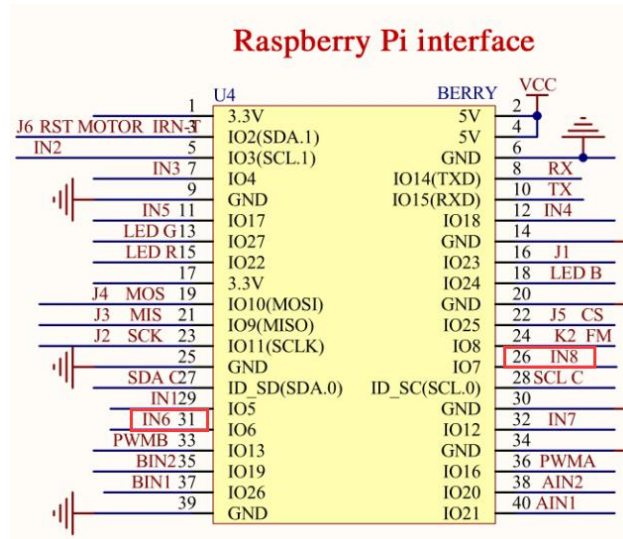 Raspberry Pi interface
U4 BERRY VCC
1 3.3V 5V 2
J6 RST MOTOR IRN-T 3 IO2(SDA.1) 5V 4
IN2 5 IO3(SCL.1) GND 6
IN3 7 IO4 IO14(TXD) 8 RX
9 GND IO15(RXD) 10 TX
IN5 11 IO17 IO18 12 IN4
LED G13 IO27 GND 14
LED R15 IO22 IO23 16 J1
17 3.3V IO24 18 LED B
J4 MOS 19 IO10(MOSI) GND 20
J3 MIS 21 IO9(MISO) IO25 22 J5 CS
J2 SCK 23 IO11(SCLK) IO8 24 K2 FM
25 GND IO7 26 IN8
SDA C27 ID_SD(SDA.0) ID_SC(SCL.0) 28 SCL C
IN129 IO5 GND 30
IN6 31 IO6 IO12 32 IN7
PWMB 33 IO13 GND 34
BIN235 IO19 IO16 36 PWMA
BIN1 37 IO26 IO20 38 AIN2
39 GND IO21 40 AIN1